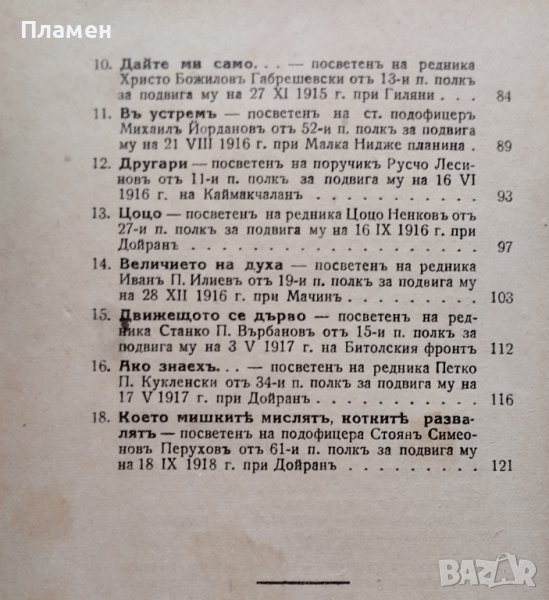 Пламен
10. Дайте ми само. . . — посветенъ на редника
Христо Божиловъ Габрешевски отъ 13-и п. полкъ
за подвига му на 27 XI 1915 г. при Гиляни . . . 84
11. Въ устремъ — посветенъ на ст. подофицеръ
Михаилъ Йордановъ отъ 52-и п. полкъ за подвига
му на 21 VIII 1916 г. при Малка Нидже планина . 89
12. Другари — посветенъ на поручикъ Русчо Леси-
новъ отъ 11-и п. полкъ за подвига му на 16 VI
1916 г. на Каймакчаланъ . . . . . . . . . . 93
13. Цоцо — посветенъ на редника Цоцо Ненковъ отъ
27-и п. полкъ за подвига му на 16 IX 1916 г. при
Дойранъ . . . . . . . . . . . . . . . . 97
14. Величието на духа — посветенъ на редника
Иванъ П. Илиевъ отъ 19-и п. полкъ за подвига му
на 28 XII 1916 г. при Мачинъ . . . . . . . . 103
15. Движещото се дърво — посветенъ на ред-
ника Станко П. Върбановъ отъ 15-и п. полкъ за
подвига му на 3 V 1917 г. на Битолския фронтъ 112
16. Ако знаехъ. . . — посветенъ на редника Петко
П. Кукленски отъ 34-и п. полкъ за подвига му на
17 V 1917 г. при Дойранъ . . . . . . . . . . 116
18. Което мишкитѣ мислятъ, коткитѣ разва-
лятъ — посветенъ на подофицера Стоянъ Симео-
новъ Перуховъ отъ 61-и п. полкъ за подвига му
на 18 IX 1918 г. при Дойранъ . . . . . . . . 121
BAZAR